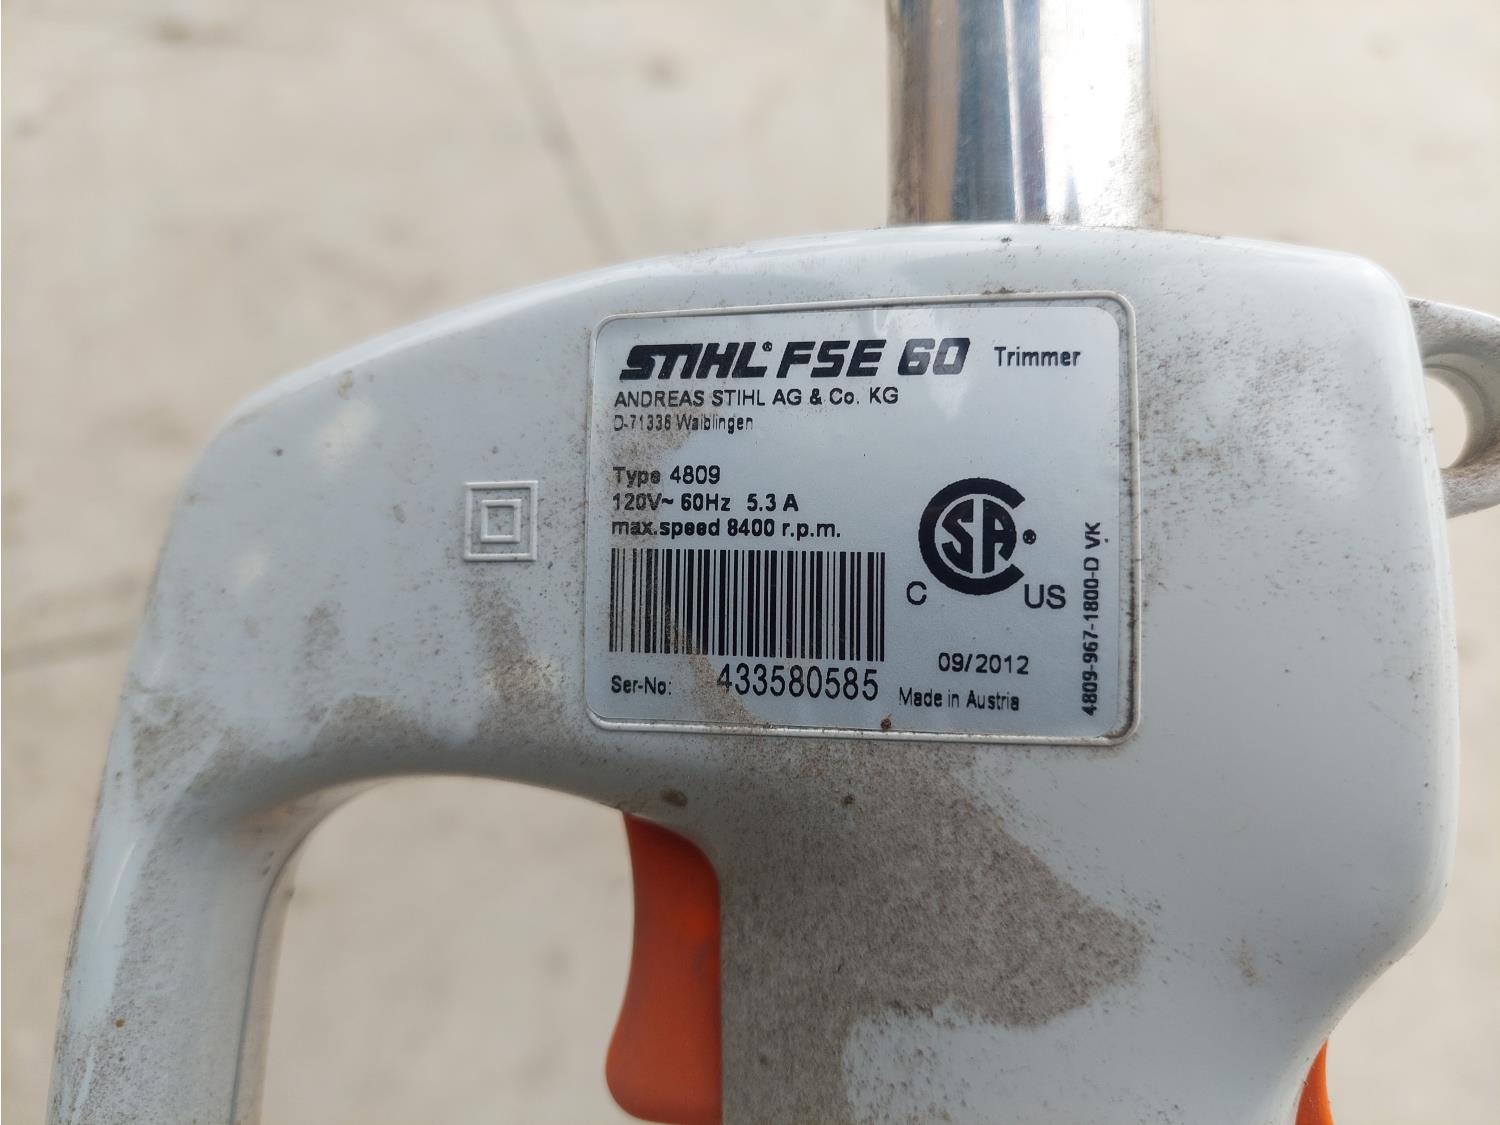 STIHL® FSE 60 Trimmer
ANDREAS STIHL AG & Co. KG
D-71336 Waiblingen
Type 4809
120V~ 60Hz 5.3 A
max.speed 8400 r.p.m.
CSA®
C US
09/2012
Ser-No: 433580585
Made in Austria
4809-967-1800-D VK